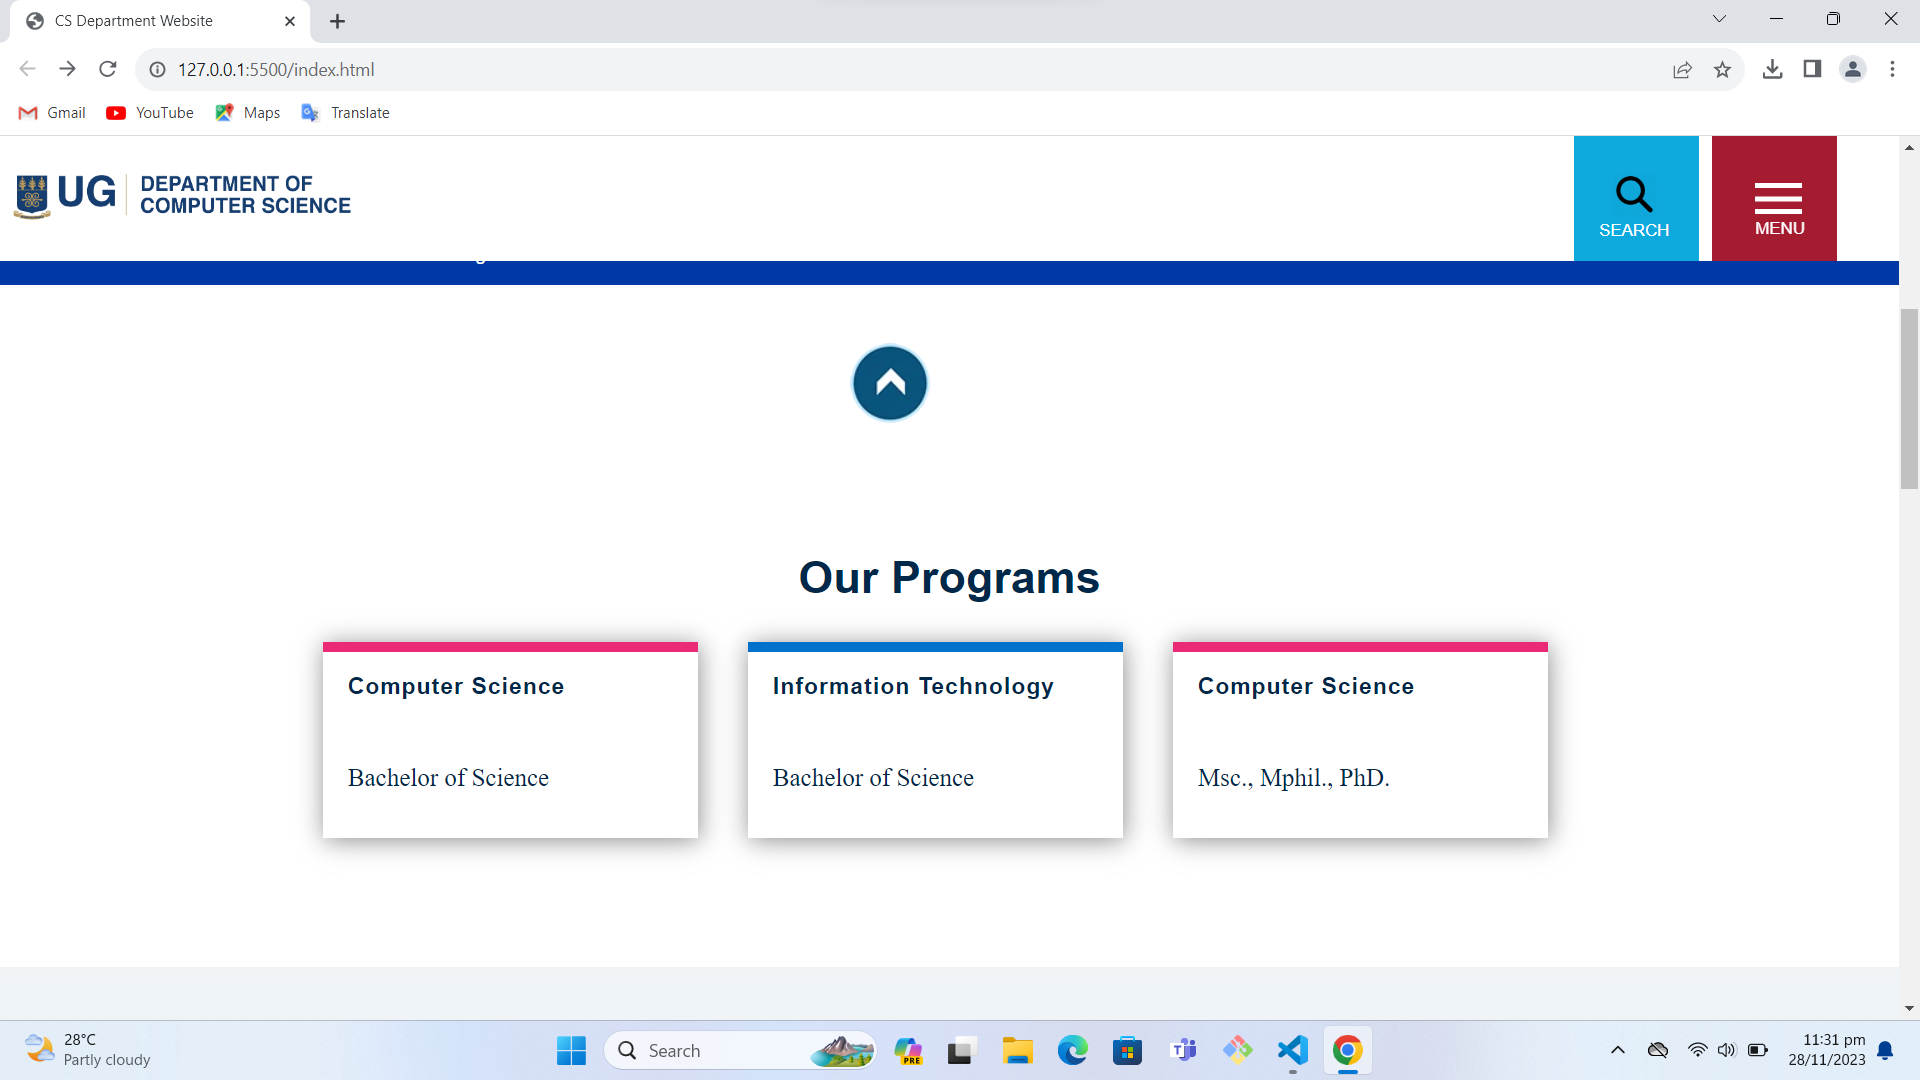 CS Department Website
127.0.0.1:5500/index.html
Gmail YouTube Maps Translate
UG DEPARTMENT OF
COMPUTER SCIENCE
SEARCH
MENU
Our Programs
Computer Science
Bachelor of Science
Information Technology
Bachelor of Science
Computer Science
Msc., Mphil., PhD.
28°C
Partly cloudy
Search
PRE
11:31 pm
28/11/2023